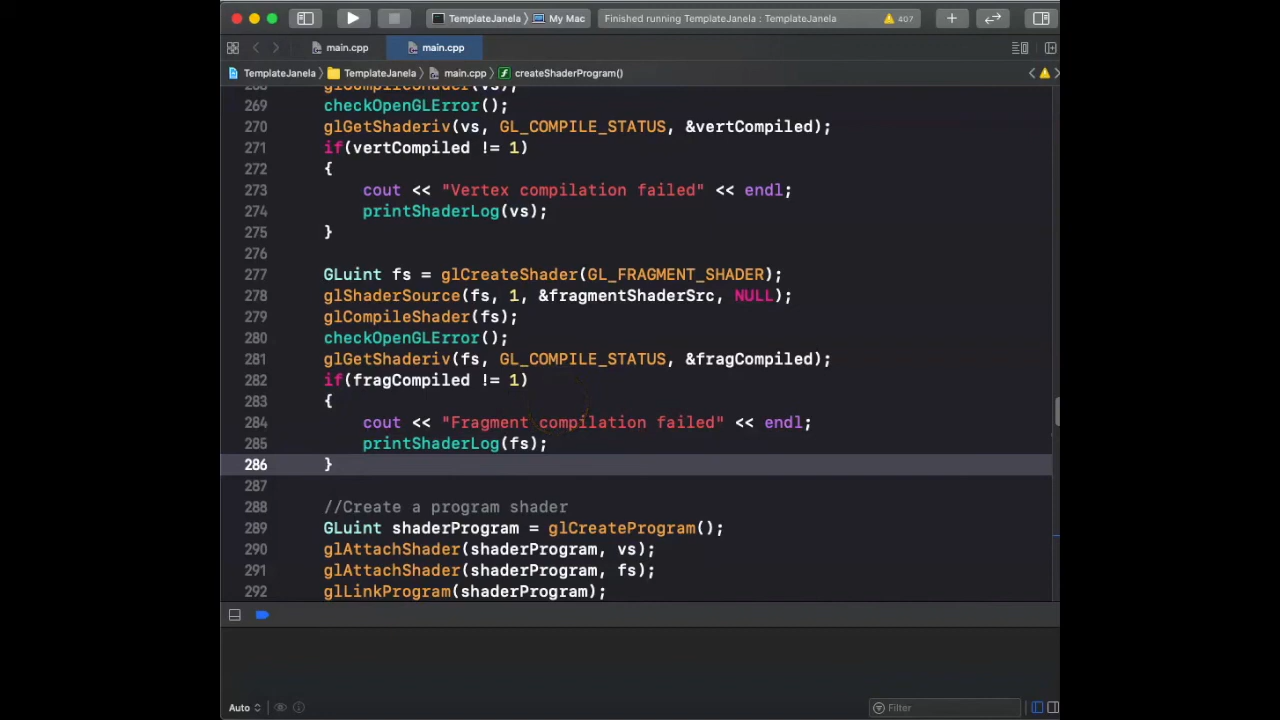 TemplateJanela 〉 My Mac Finished running TemplateJanela : TemplateJanela 407
main.cpp main.cpp
TemplateJanela 〉 TemplateJanela 〉 main.cpp 〉 createShaderProgram()
268 glCompileShader(vs);
269 checkOpenGLError();
270 glGetShaderiv(vs, GL_COMPILE_STATUS, &vertCompiled);
271 if(vertCompiled != 1)
272 {
273 cout << "Vertex compilation failed" << endl;
274 printShaderLog(vs);
275 }
276
277 GLuint fs = glCreateShader(GL_FRAGMENT_SHADER);
278 glShaderSource(fs, 1, &fragmentShaderSrc, NULL);
279 glCompileShader(fs);
280 checkOpenGLError();
281 glGetShaderiv(fs, GL_COMPILE_STATUS, &fragCompiled);
282 if(fragCompiled != 1)
283 {
284 cout << "Fragment compilation failed" << endl;
285 printShaderLog(fs);
286 }
287
288 //Create a program shader
289 GLuint shaderProgram = glCreateProgram();
290 glAttachShader(shaderProgram, vs);
291 glAttachShader(shaderProgram, fs);
292 glLinkProgram(shaderProgram);
Auto Filter